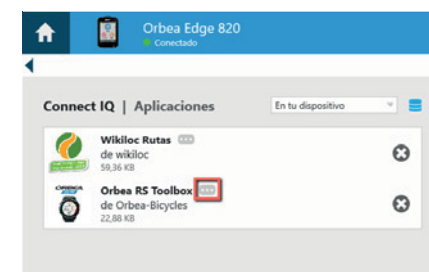 Orbea Edge 820
Conectado
Connect IQ | Aplicaciones
En tu dispositivo
Wikiloc Rutas
de wikiloc
59,36 KB
ORBEA
Orbea RS Toolbox
de Orbea-Bicycles
22,88 KB